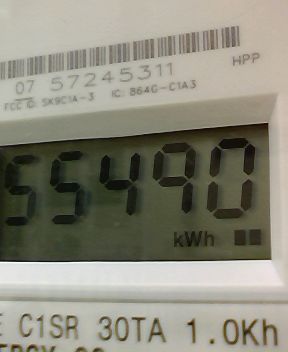 07 57245311
HPP
FCC ID: SK9C1A-3 IC: 864G-C1A3
55490
kWh
C1SR 30TA 1.0Kh